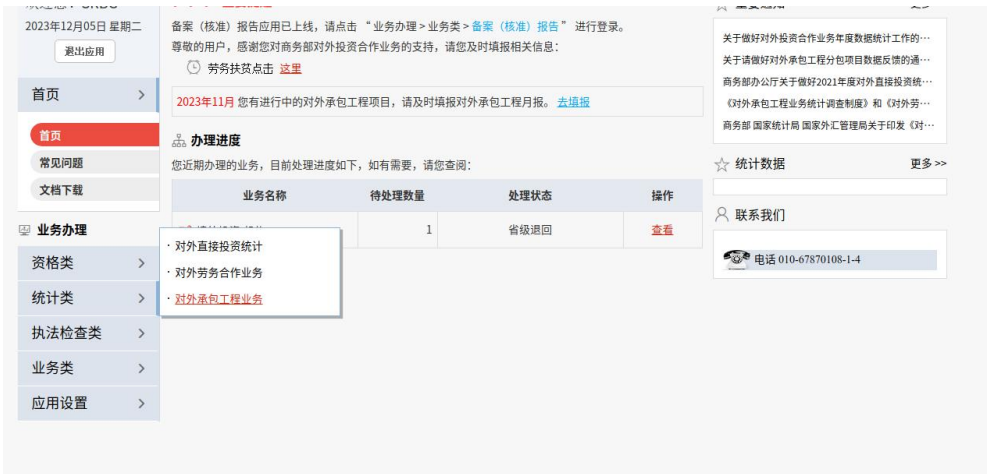 2023年12月05日 星期二
退出应用
首页
首页
常见问题
文档下载
业务办理
资格类
统计类
执法检查类
业务类
应用设置
备案（核准）报告应用已上线，请点击 “业务办理>业务类>备案（核准）报告” 进行登录。
尊敬的用户，感谢您对商务部对外投资合作业务的支持，请您及时填报相关信息：
劳务扶贫点击 这里
2023年11月 您有进行中的对外承包工程项目，请及时填报对外承包工程月报。 去填报
办理进度
您近期办理的业务，目前处理进度如下，如有需要，请您查阅：
业务名称 待处理数量 处理状态 操作
1 省级退回 查看
· 对外直接投资统计
· 对外劳务合作业务
· 对外承包工程业务
关于做好对外投资合作业务年度数据统计工作的…
关于请做好对外承包工程分包项目数据反馈的通…
商务部办公厅关于做好2021年度对外直接投资统…
《对外承包工程业务统计调查制度》和《对外劳…
商务部 国家统计局 国家外汇管理局关于印发《对…
统计数据 更多>>
联系我们
电话 010-67870108-1-4